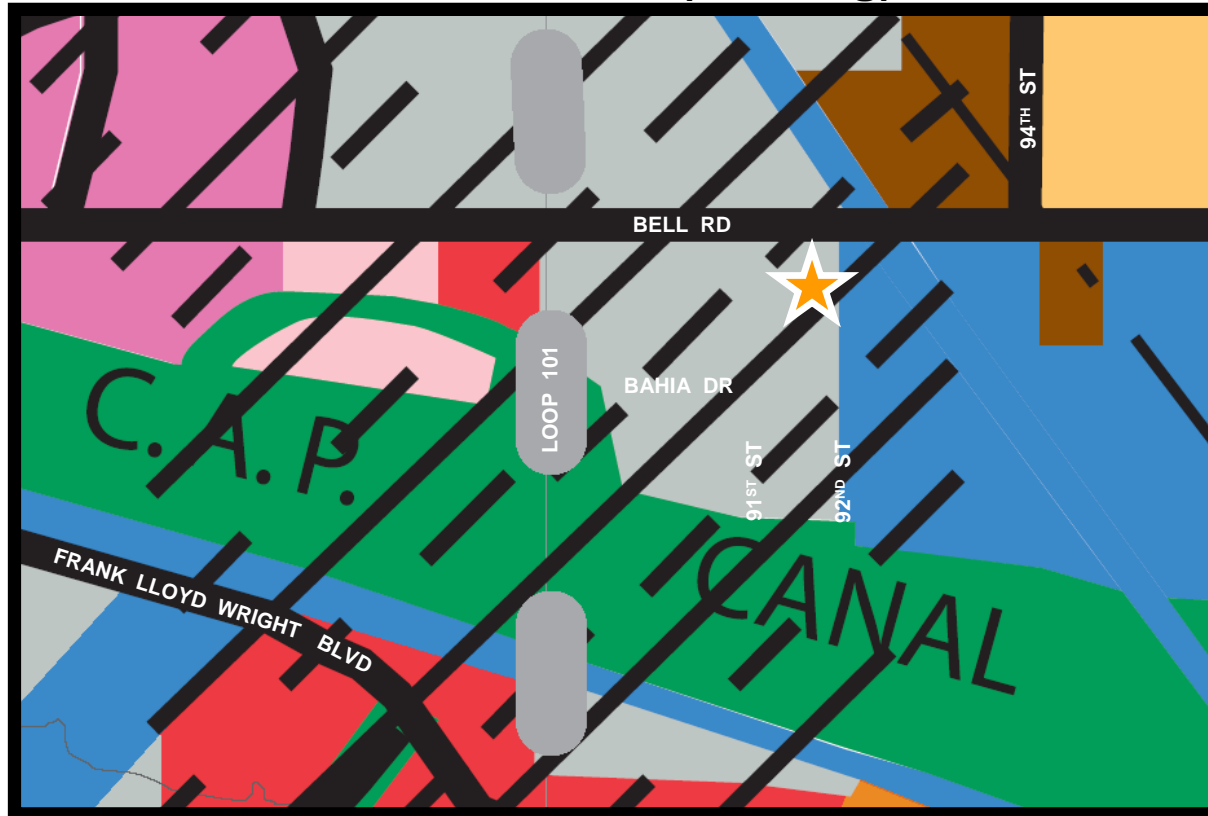 94TH ST
BELL RD
LOOP 101
BAHIA DR
C. A. P.
91ST ST
92ND ST
CANAL
FRANK LLOYD WRIGHT BLVD